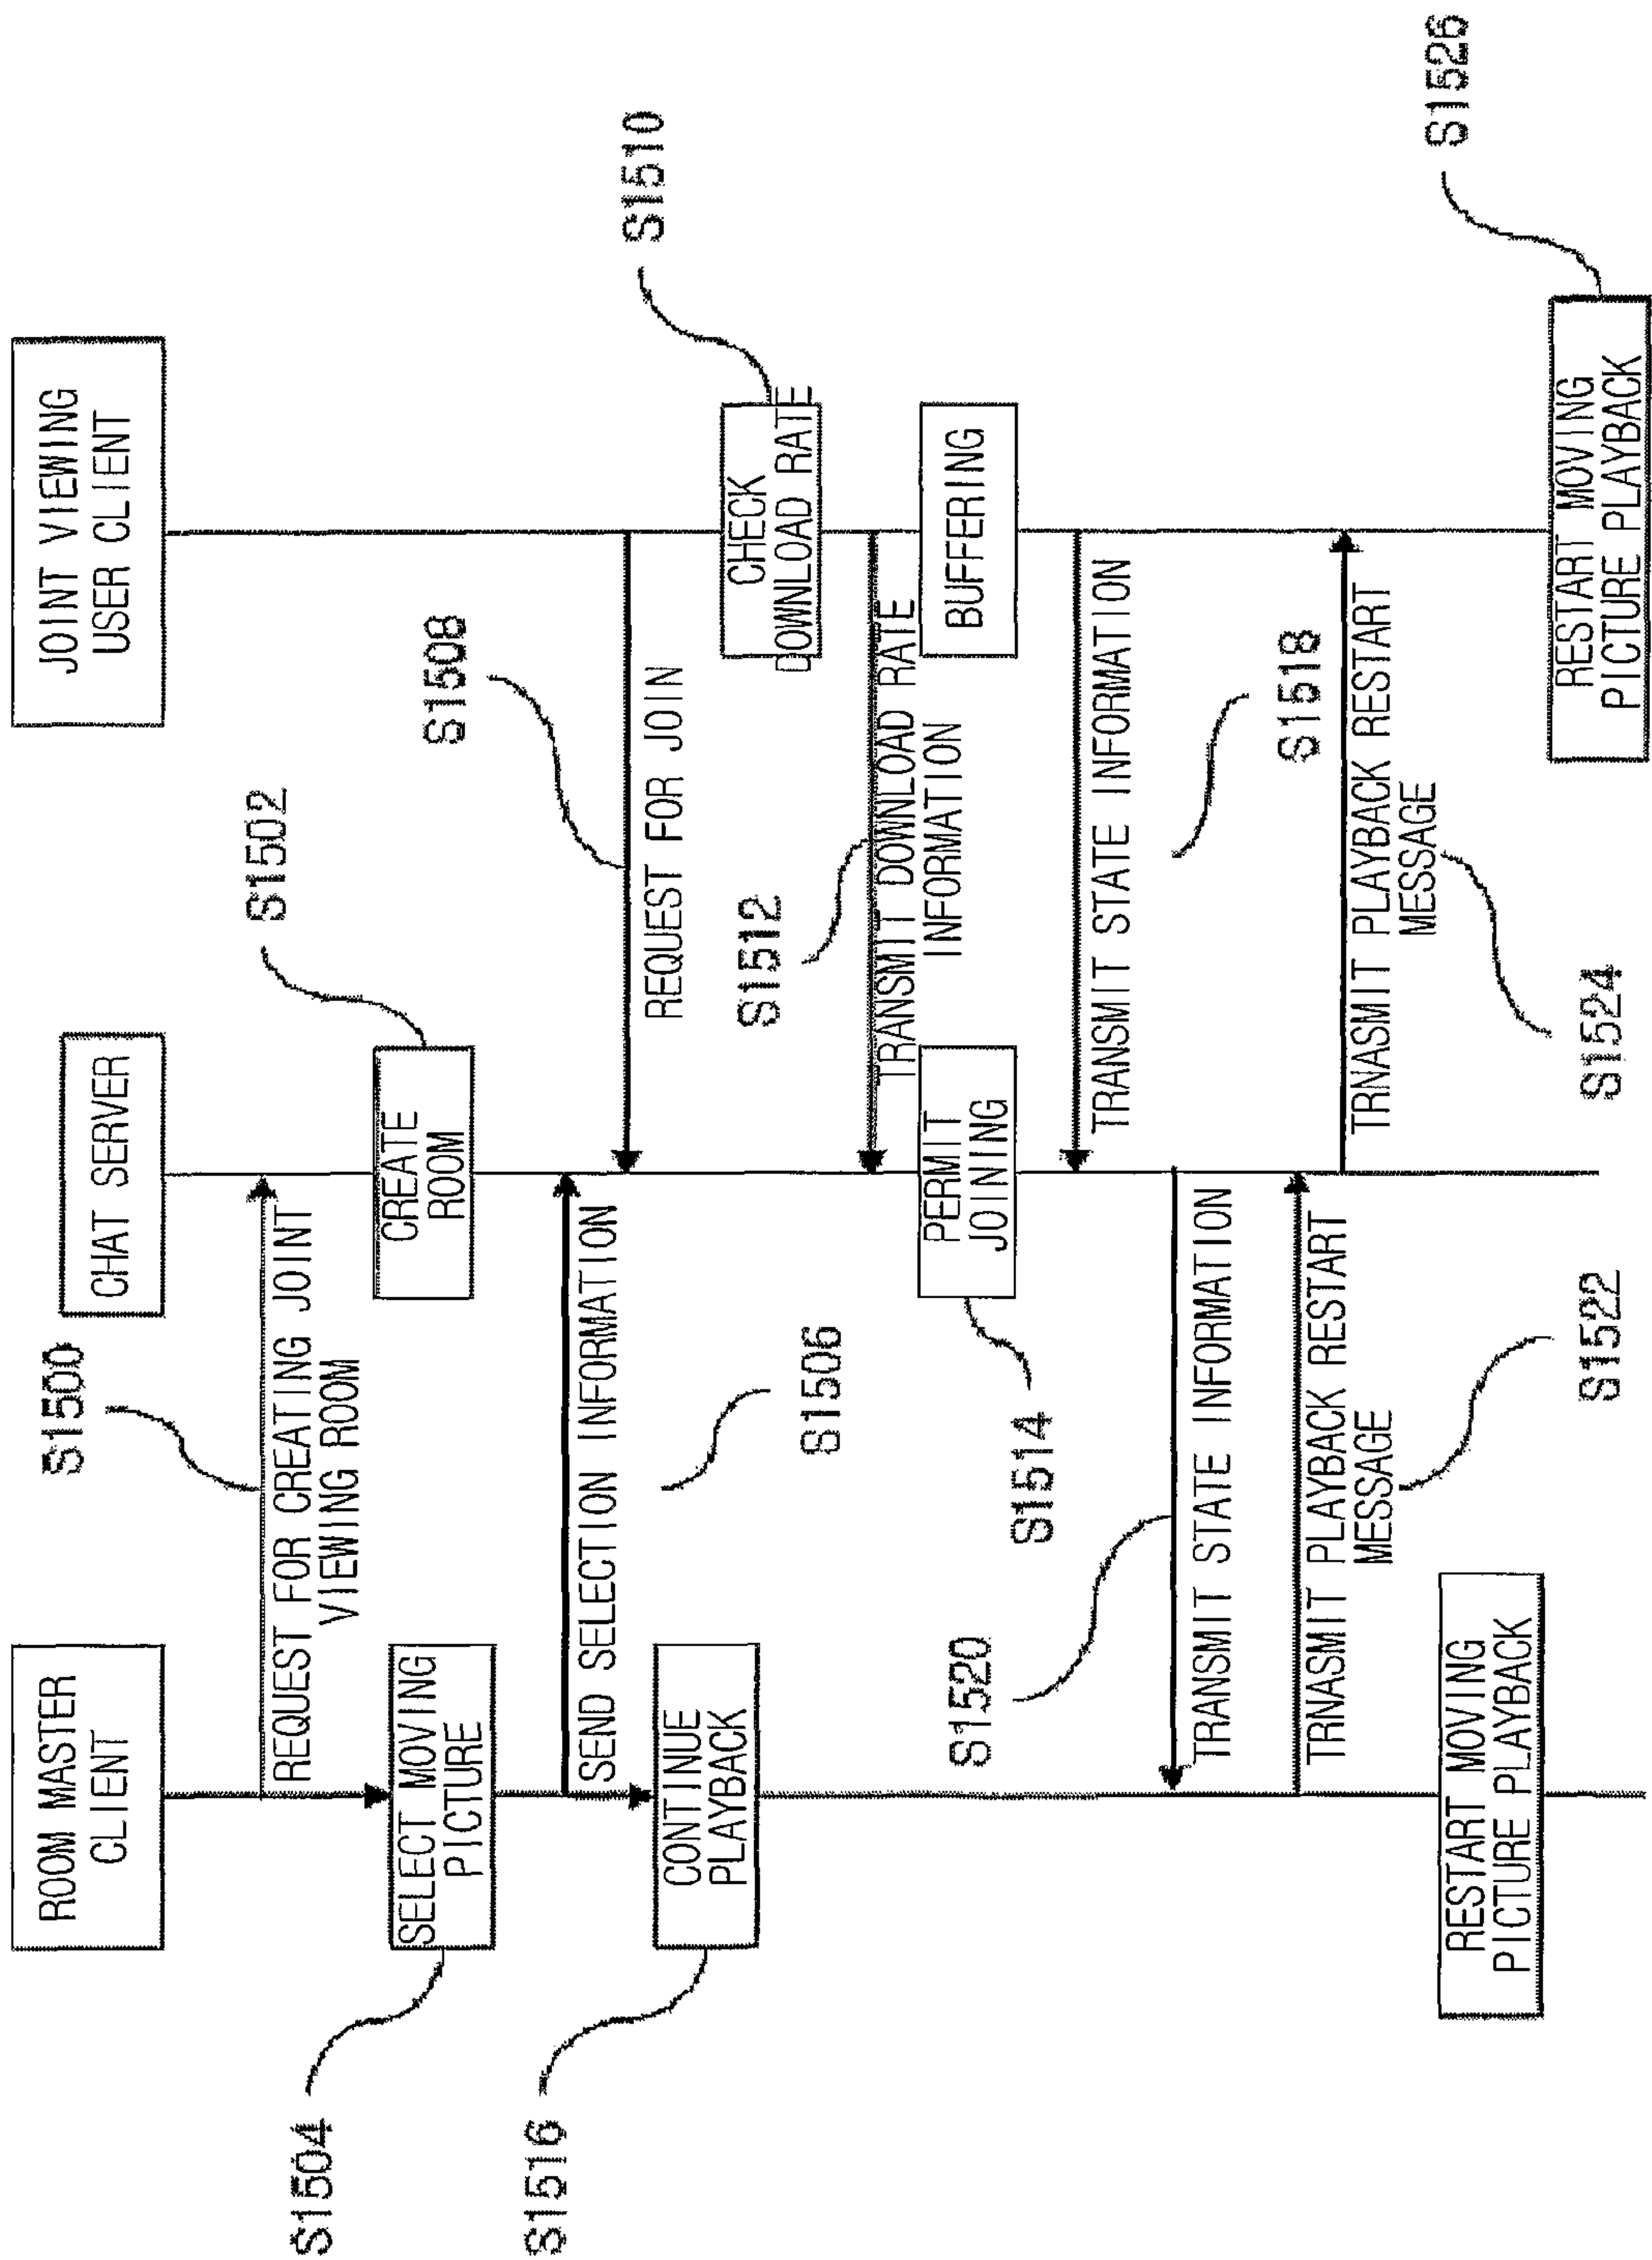 ROOM MASTER
CLIENT
CHAT SERVER
JOINT VIEWING
USER CLIENT
S1500
REQUEST FOR CREATING JOINT
VIEWING ROOM
S1502
CREATE
ROOM
S1504
SELECT MOVING
PICTURE
SEND SELECTION INFORMATION
S1506
S1508
REQUEST FOR JOIN
S1510
CHECK
DOWNLOAD RATE
S1516
CONTINUE
PLAYBACK
S1512
TRANSMIT DOWNLOAD RATE
INFORMATION
PERMIT
JOINING
S1514
BUFFERING
TRANSMIT STATE INFORMATION
S1518
S1520
TRANSMIT STATE INFORMATION
TRNASMIT PLAYBACK RESTART
MESSAGE
S1522
TRNASMIT PLAYBACK RESTART
MESSAGE
S1524
RESTART MOVING
PICTURE PLAYBACK
RESTART MOVING
PICTURE PLAYBACK
S1526